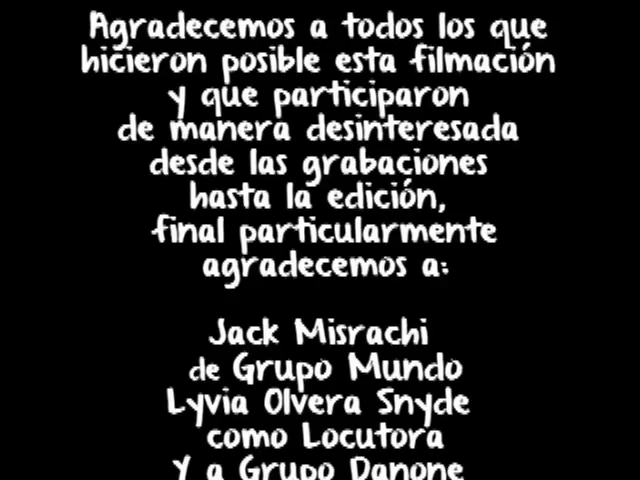 Agradecemos a todos los que
hicieron posible esta filmación
y que participaron
de manera desinteresada
desde las grabaciones
hasta la edición,
final particularmente
agradecemos a:
Jack Misrachi
de Grupo Mundo
Lyvia Olvera Snyde
como Locutora
Y a Grupo Danone